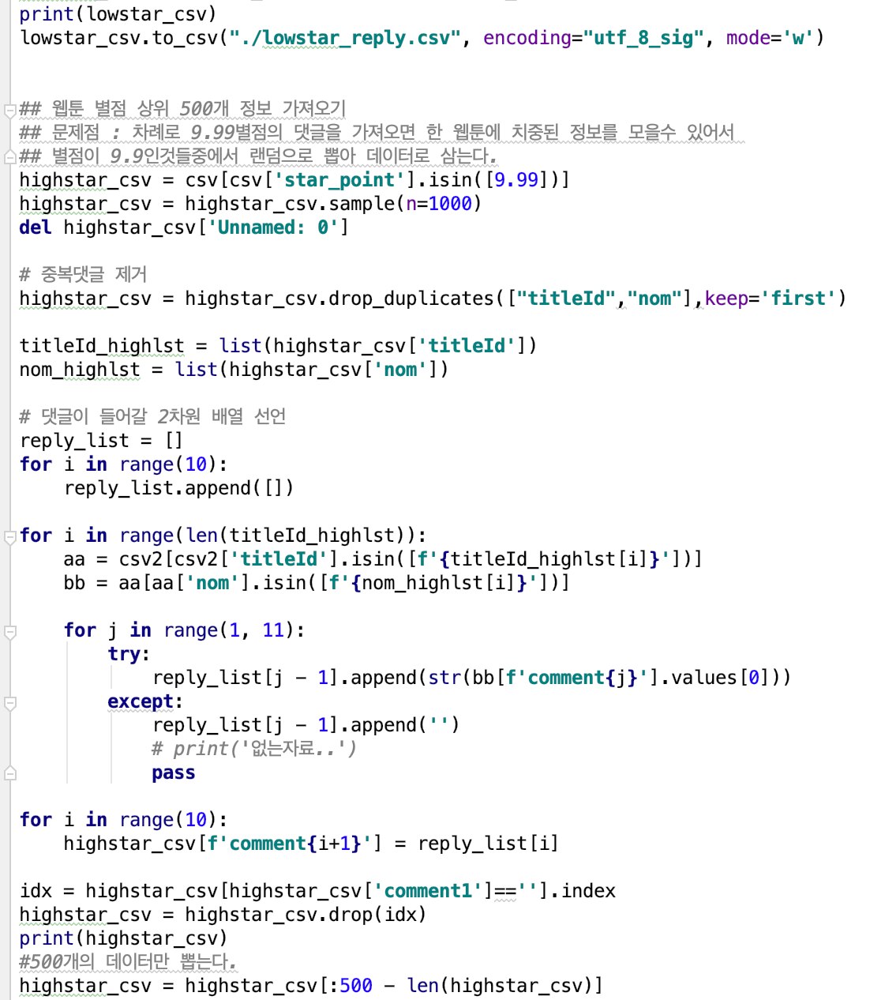 print(lowstar_csv)
lowstar_csv.to_csv("./lowstar_reply.csv", encoding="utf_8_sig", mode='w')
## 웹툰 별점 상위 500개 정보 가져오기
## 문제점 : 차례로 9.99별점의 댓글을 가져오면 한 웹툰에 치중된 정보를 모을수 있어서
## 별점이 9.9인것들중에서 랜덤으로 뽑아 데이터로 삼는다.
highstar_csv = csv[csv['star_point'].isin([9.99])]
highstar_csv = highstar_csv.sample(n=1000)
del highstar_csv['Unnamed: 0']
# 중복댓글 제거
highstar_csv = highstar_csv.drop_duplicates(["titleId","nom"],keep='first')
titleId_highlst = list(highstar_csv['titleId'])
nom_highlst = list(highstar_csv['nom'])
# 댓글이 들어갈 2차원 배열 선언
reply_list = []
for i in range(10):
    reply_list.append([])
for i in range(len(titleId_highlst)):
    aa = csv2[csv2['titleId'].isin([f'{titleId_highlst[i]}'])]
    bb = aa[aa['nom'].isin([f'{nom_highlst[i]}'])]
    for j in range(1, 11):
        try:
            reply_list[j - 1].append(str(bb[f'comment{j}'].values[0]))
        except:
            reply_list[j - 1].append('')
            # print('없는자료..')
            pass
for i in range(10):
    highstar_csv[f'comment{i+1}'] = reply_list[i]
idx = highstar_csv[highstar_csv['comment1']==''].index
highstar_csv = highstar_csv.drop(idx)
print(highstar_csv)
#500개의 데이터만 뽑는다.
highstar_csv = highstar_csv[:500 - len(highstar_csv)]